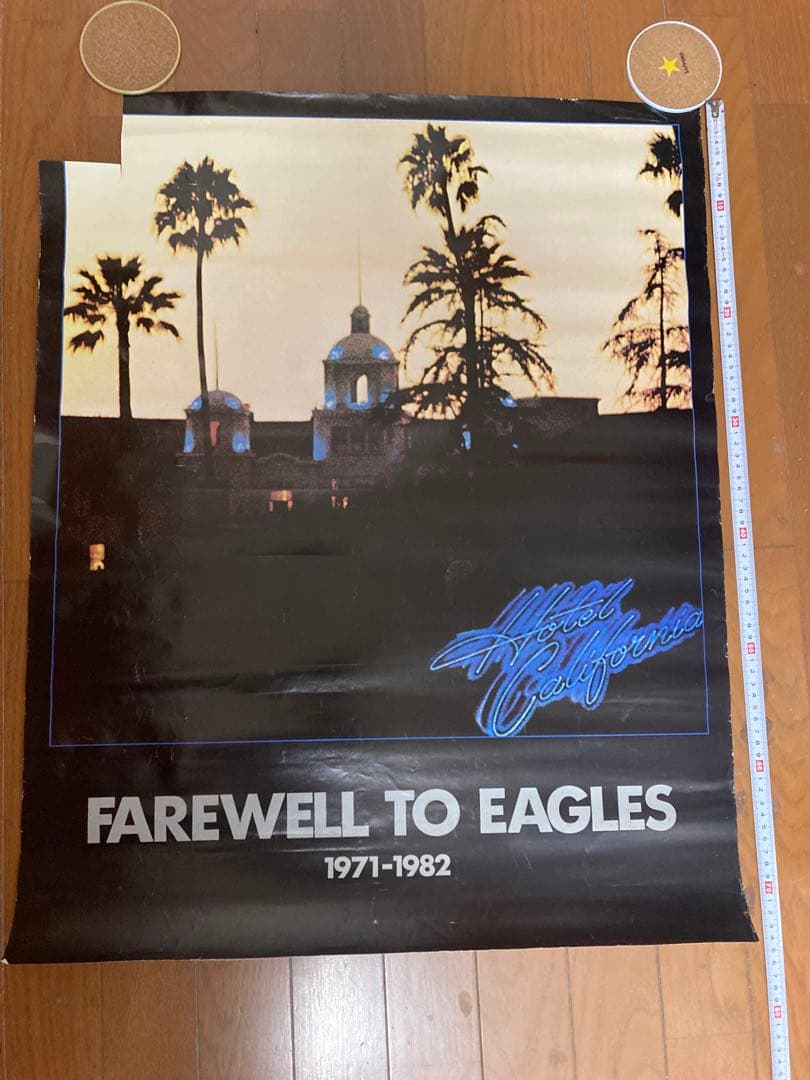 Hotel
California
FAREWELL TO EAGLES
1971-1982